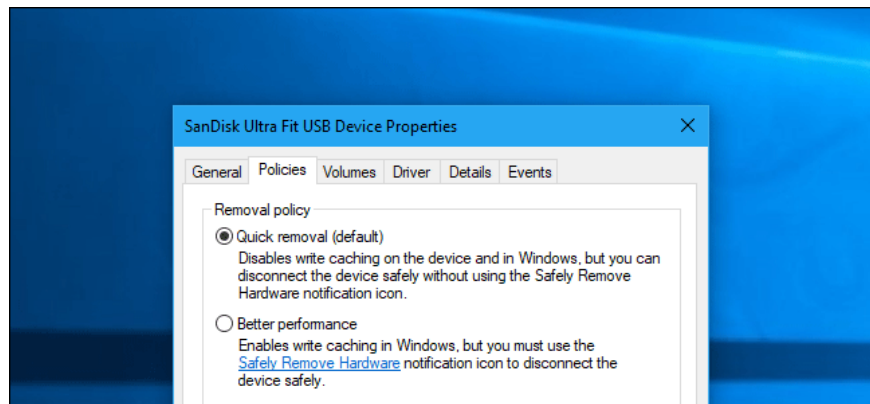 SanDisk Ultra Fit USB Device Properties
General Policies Volumes Driver Details Events
Removal policy
Quick removal (default)
Disables write caching on the device and in Windows, but you can
disconnect the device safely without using the Safely Remove
Hardware notification icon.
Better performance
Enables write caching in Windows, but you must use the
Safely Remove Hardware notification icon to disconnect the
device safely.